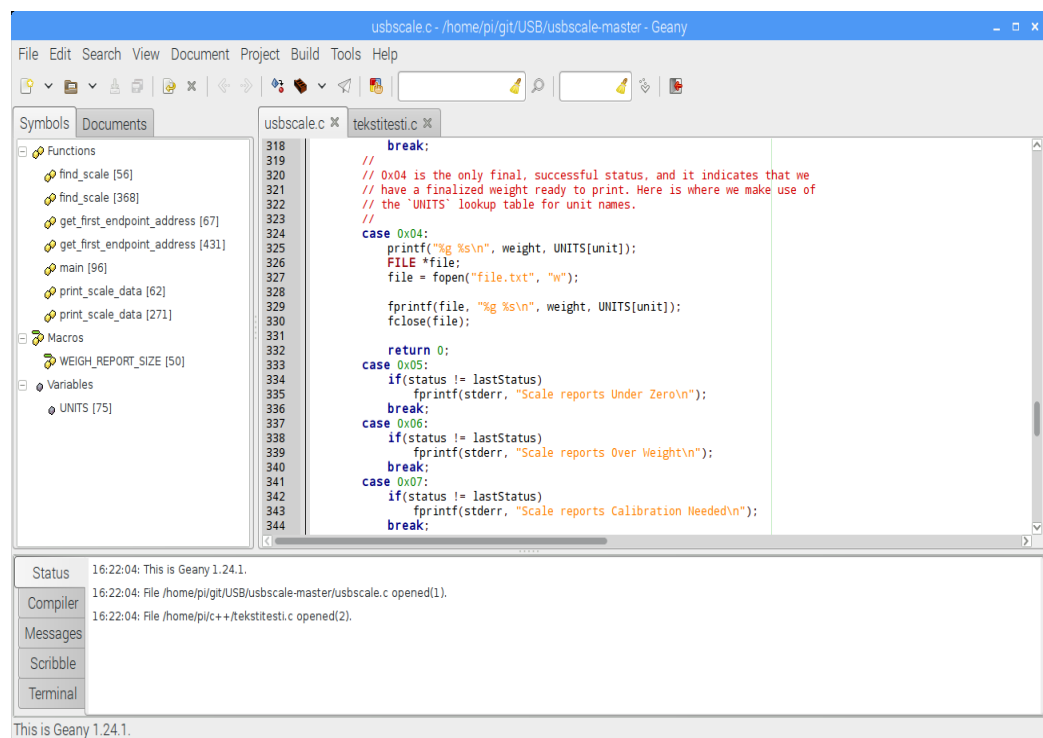 usbscale.c - /home/pi/git/USB/usbscale-master - Geany
File Edit Search View Document Project Build Tools Help
Symbols Documents
Functions
find_scale [56]
find_scale [368]
get_first_endpoint_address [67]
get_first_endpoint_address [431]
main [96]
print_scale_data [62]
print_scale_data [271]
Macros
WEIGH_REPORT_SIZE [50]
Variables
UNITS [75]
usbscale.c tekstitesti.c
318 break;
319 //
320 // 0x04 is the only final, successful status, and it indicates that we
321 // have a finalized weight ready to print. Here is where we make use of
322 // the `UNITS` lookup table for unit names.
323 //
324 case 0x04:
325 printf("%g %s\n", weight, UNITS[unit]);
326 FILE *file;
327 file = fopen("file.txt", "w");
328
329 fprintf(file, "%g %s\n", weight, UNITS[unit]);
330 fclose(file);
331
332 return 0;
333 case 0x05:
334 if(status != lastStatus)
335 fprintf(stderr, "Scale reports Under Zero\n");
336 break;
337 case 0x06:
338 if(status != lastStatus)
339 fprintf(stderr, "Scale reports Over Weight\n");
340 break;
341 case 0x07:
342 if(status != lastStatus)
343 fprintf(stderr, "Scale reports Calibration Needed\n");
344 break;
Status
Compiler
Messages
Scribble
Terminal
16:22:04: This is Geany 1.24.1.
16:22:04: File /home/pi/git/USB/usbscale-master/usbscale.c opened(1).
16:22:04: File /home/pi/c++/tekstitesti.c opened(2).
This is Geany 1.24.1.